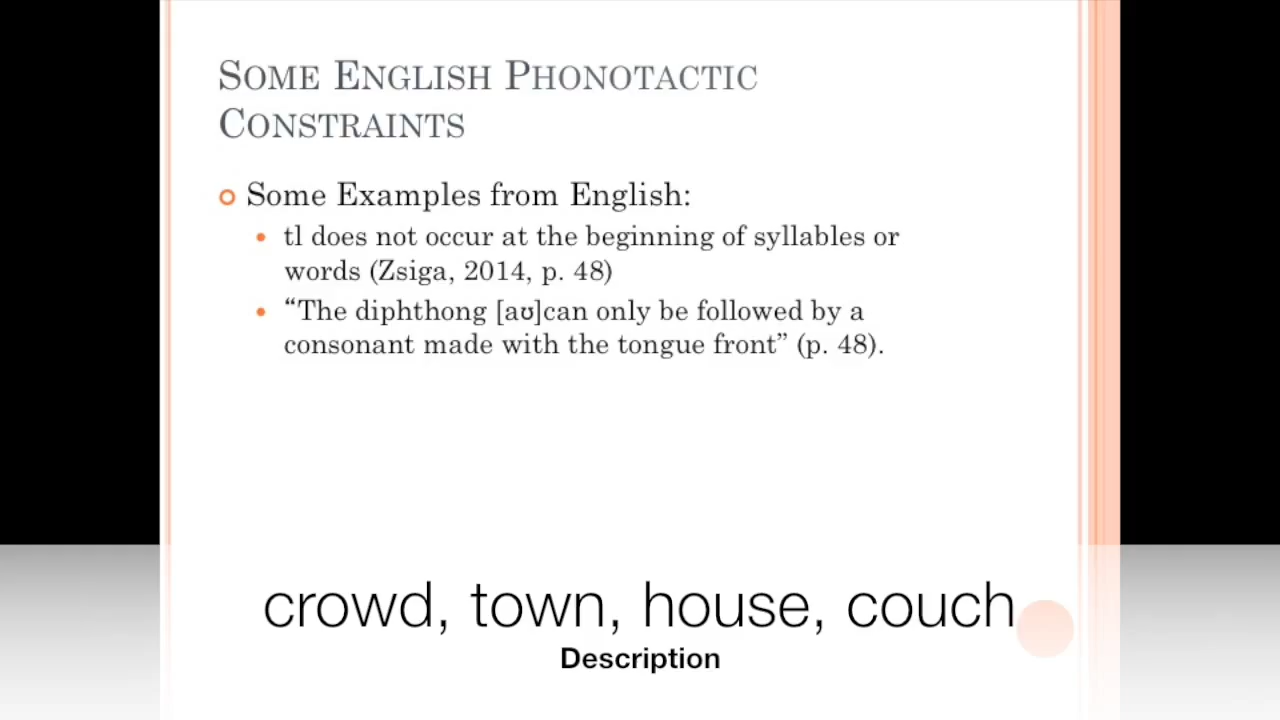 SOME ENGLISH PHONOTACTIC
CONSTRAINTS
Some Examples from English:
tl does not occur at the beginning of syllables or
words (Zsiga, 2014, p. 48)
“The diphthong [aʊ]can only be followed by a
consonant made with the tongue front” (p. 48).
crowd, town, house, couch
Description